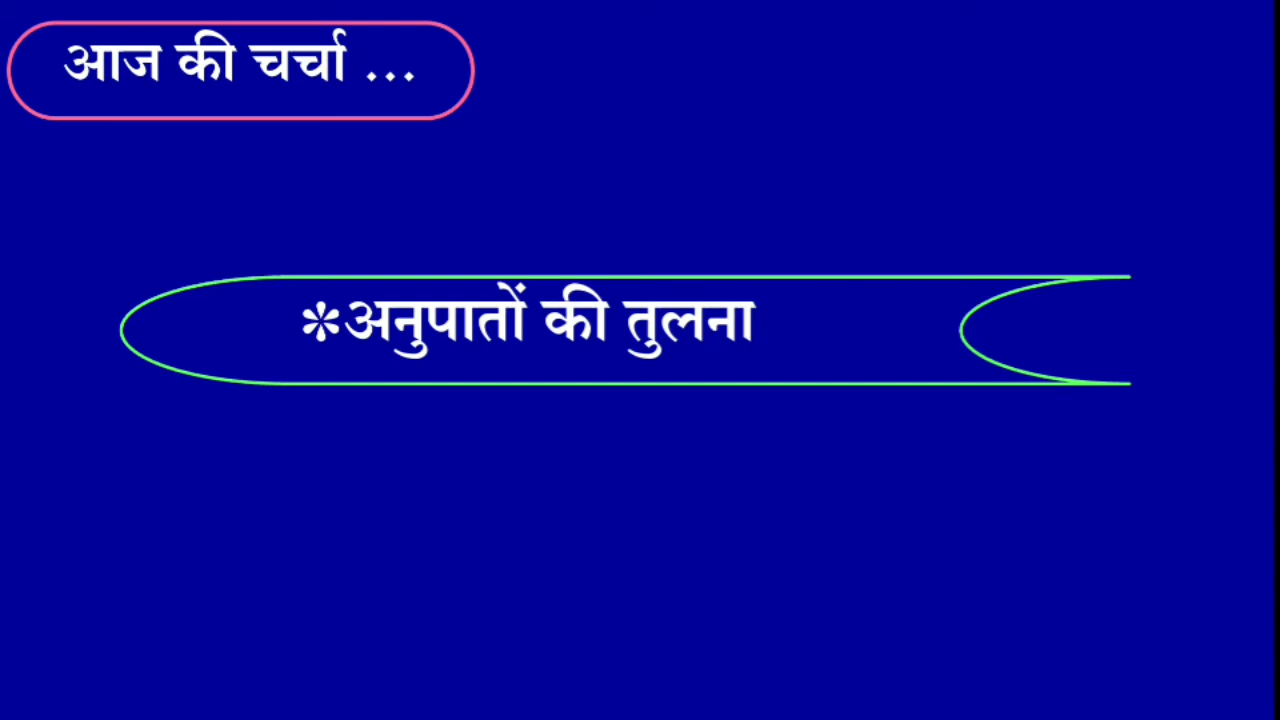 आज की चर्चा ...
*अनुपातों की तुलना